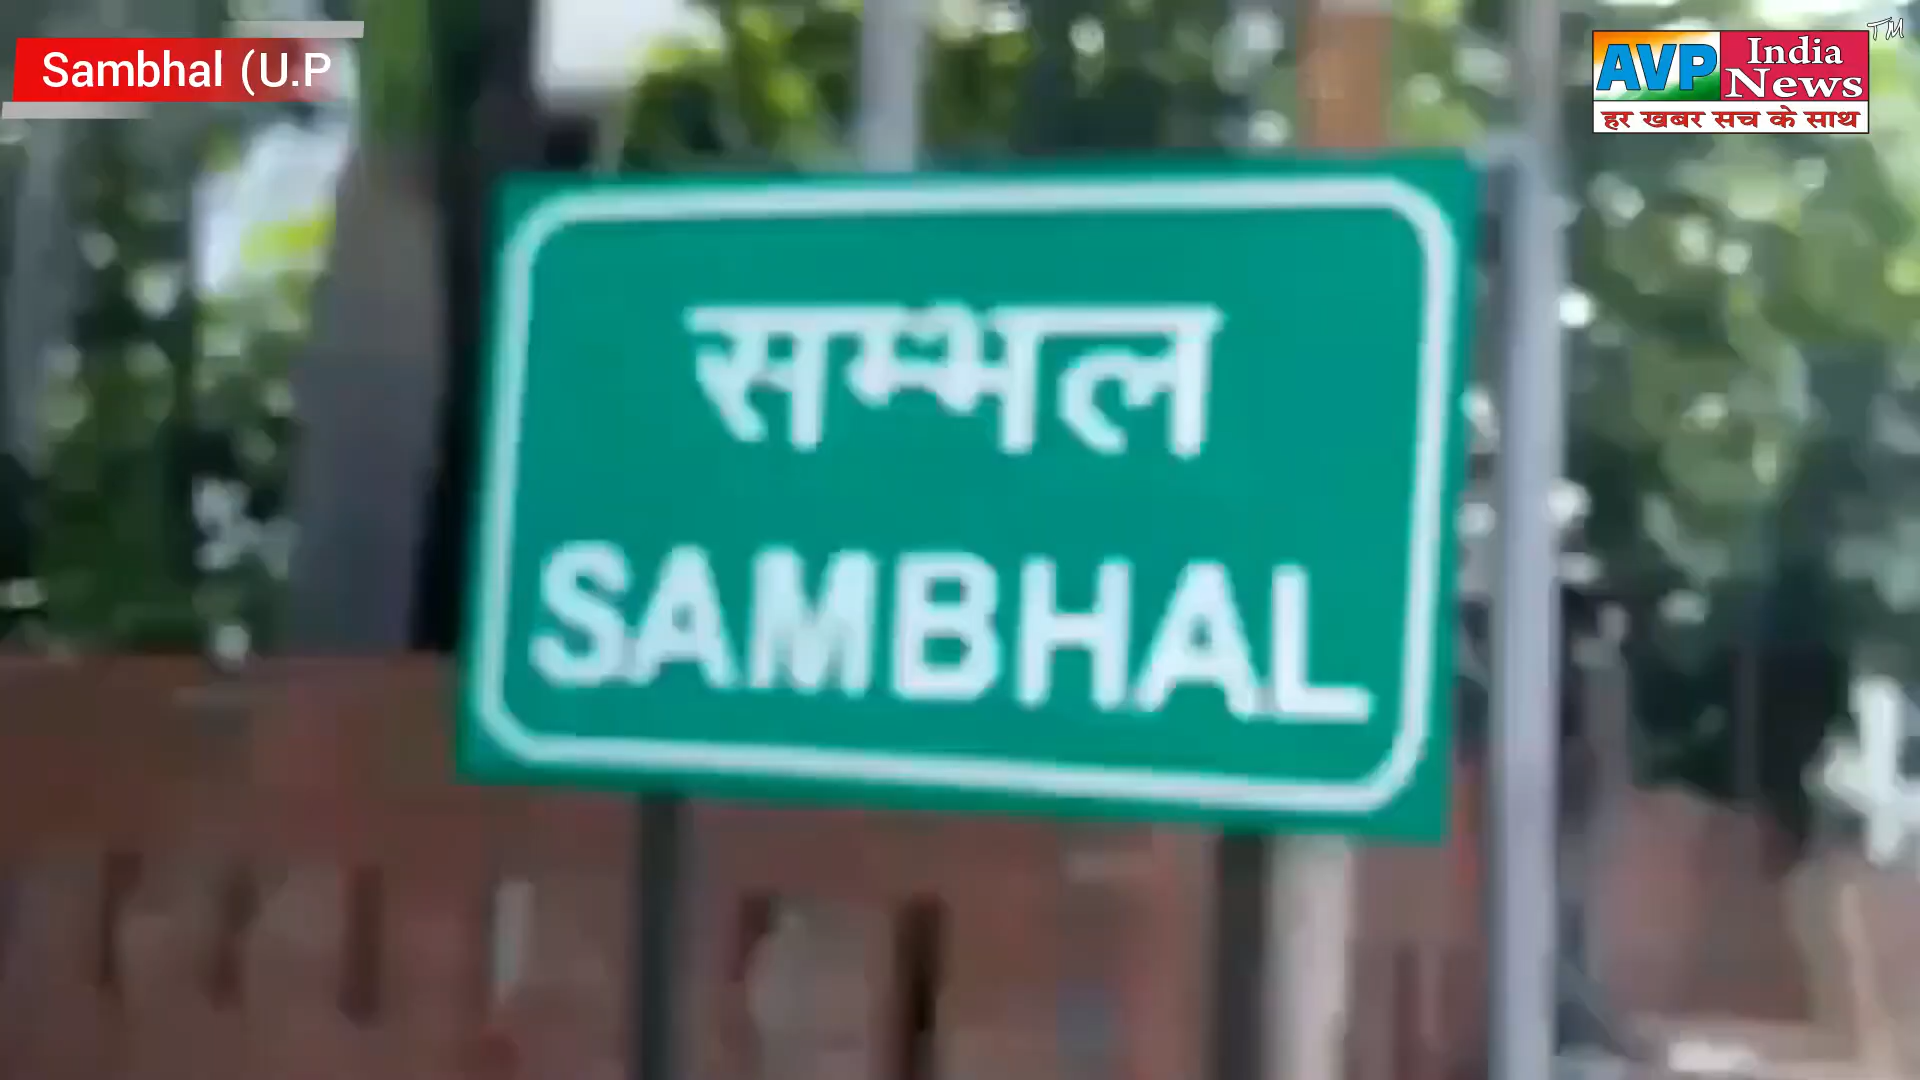 Sambhal (U.P
AVP India News
TM
हर खबर सच के साथ
सम्भल
SAMBHAL